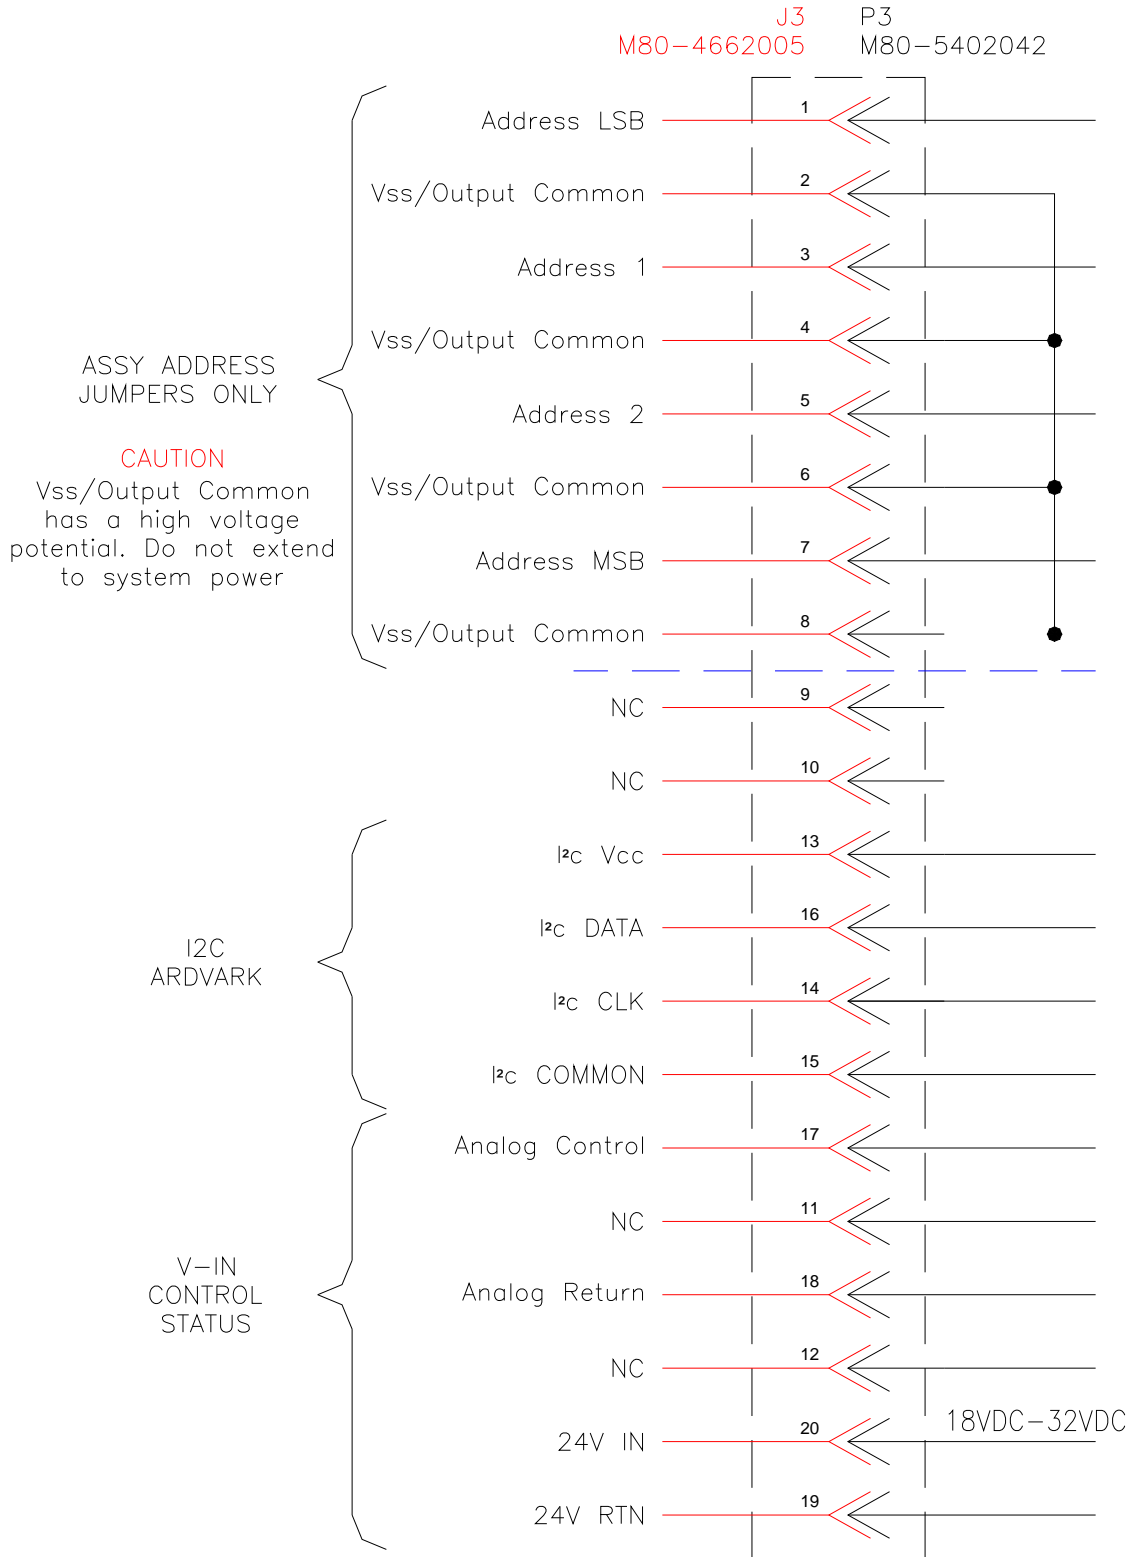 J3 P3
M80-4662005 M80-5402042
Address LSB 1
Vss/Output Common 2
Address 1 3
Vss/Output Common 4
ASSY ADDRESS
JUMPERS ONLY
Address 2 5
CAUTION
Vss/Output Common
has a high voltage
potential. Do not extend
to system power
Vss/Output Common 6
Address MSB 7
Vss/Output Common 8
NC 9
NC 10
I²c Vcc 13
I²c DATA 16
I2C
ARDVARK
I²c CLK 14
I²c COMMON 15
Analog Control 17
NC 11
V-IN
CONTROL
STATUS
Analog Return 18
NC 12
18VDC-32VDC
24V IN 20
24V RTN 19